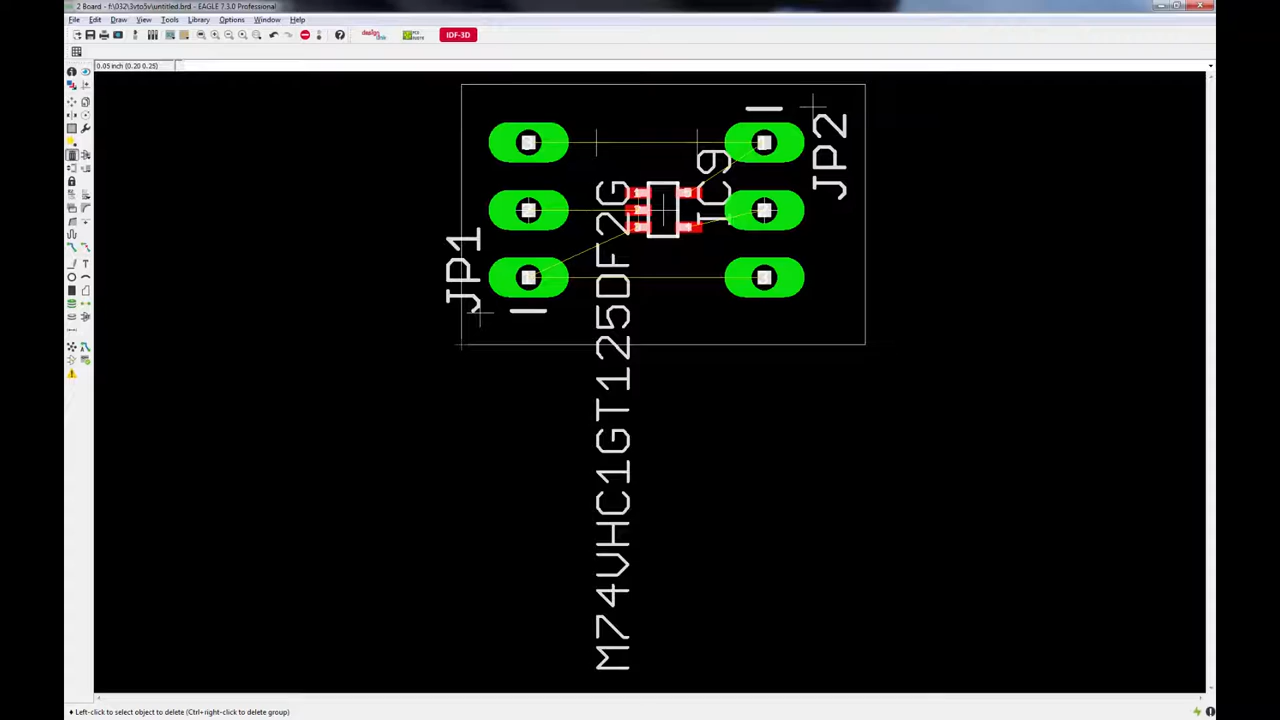 2 Board - f:\032\3vto5v\untitled.brd - EAGLE 7.3.0 Professional
File Edit Draw View Tools Library Options Window Help
design link
IDF-3D
0.05 inch (0.20 0.25)
JP2
IC9
JP1
M74VHC1GT125DF2G
Left-click to select object to delete (Ctrl+right-click to delete group)